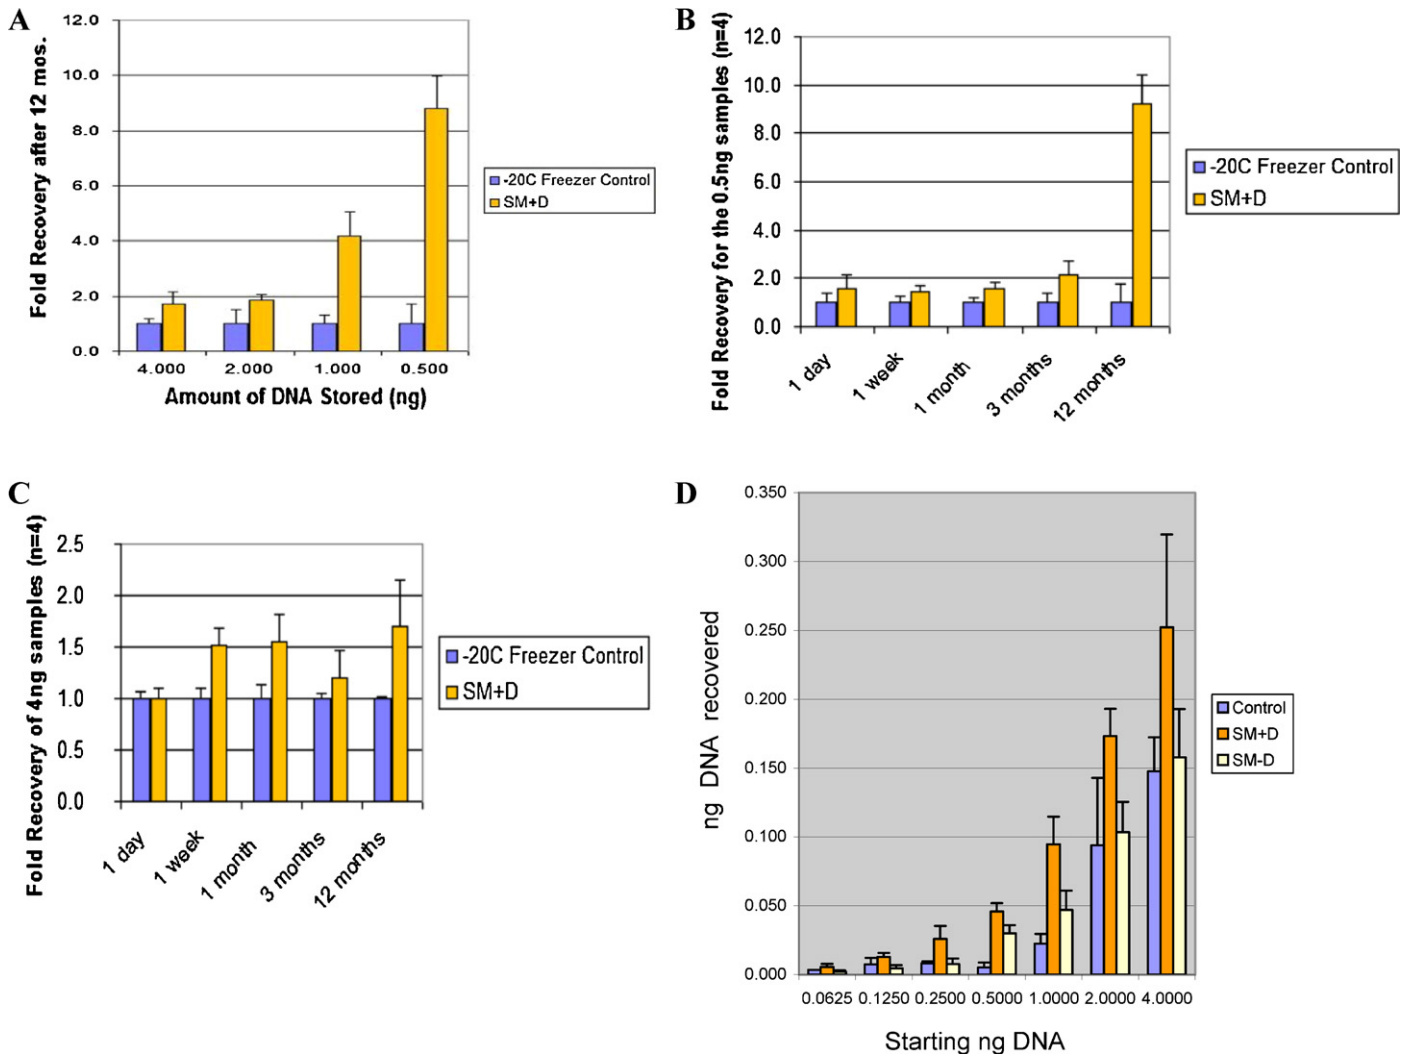 A
Fold Recovery after 12 mos.
12.0
10.0
8.0
6.0
4.0
2.0
0.0
4.000 2.000 1.000 0.500
Amount of DNA Stored (ng)
-20C Freezer Control
SM+D
B
Fold Recovery for the 0.5ng samples (n=4)
12.0
10.0
8.0
6.0
4.0
2.0
0.0
1 day 1 week 1 month 3 months 12 months
-20C Freezer Control
SM+D
C
Fold Recovery of 4ng samples (n=4)
2.5
2.0
1.5
1.0
0.5
0.0
1 day 1 week 1 month 3 months 12 months
-20C Freezer Control
SM+D
D
ng DNA recovered
0.350
0.300
0.250
0.200
0.150
0.100
0.050
0.000
0.0625 0.1250 0.2500 0.5000 1.0000 2.0000 4.0000
Starting ng DNA
Control
SM+D
SM-D